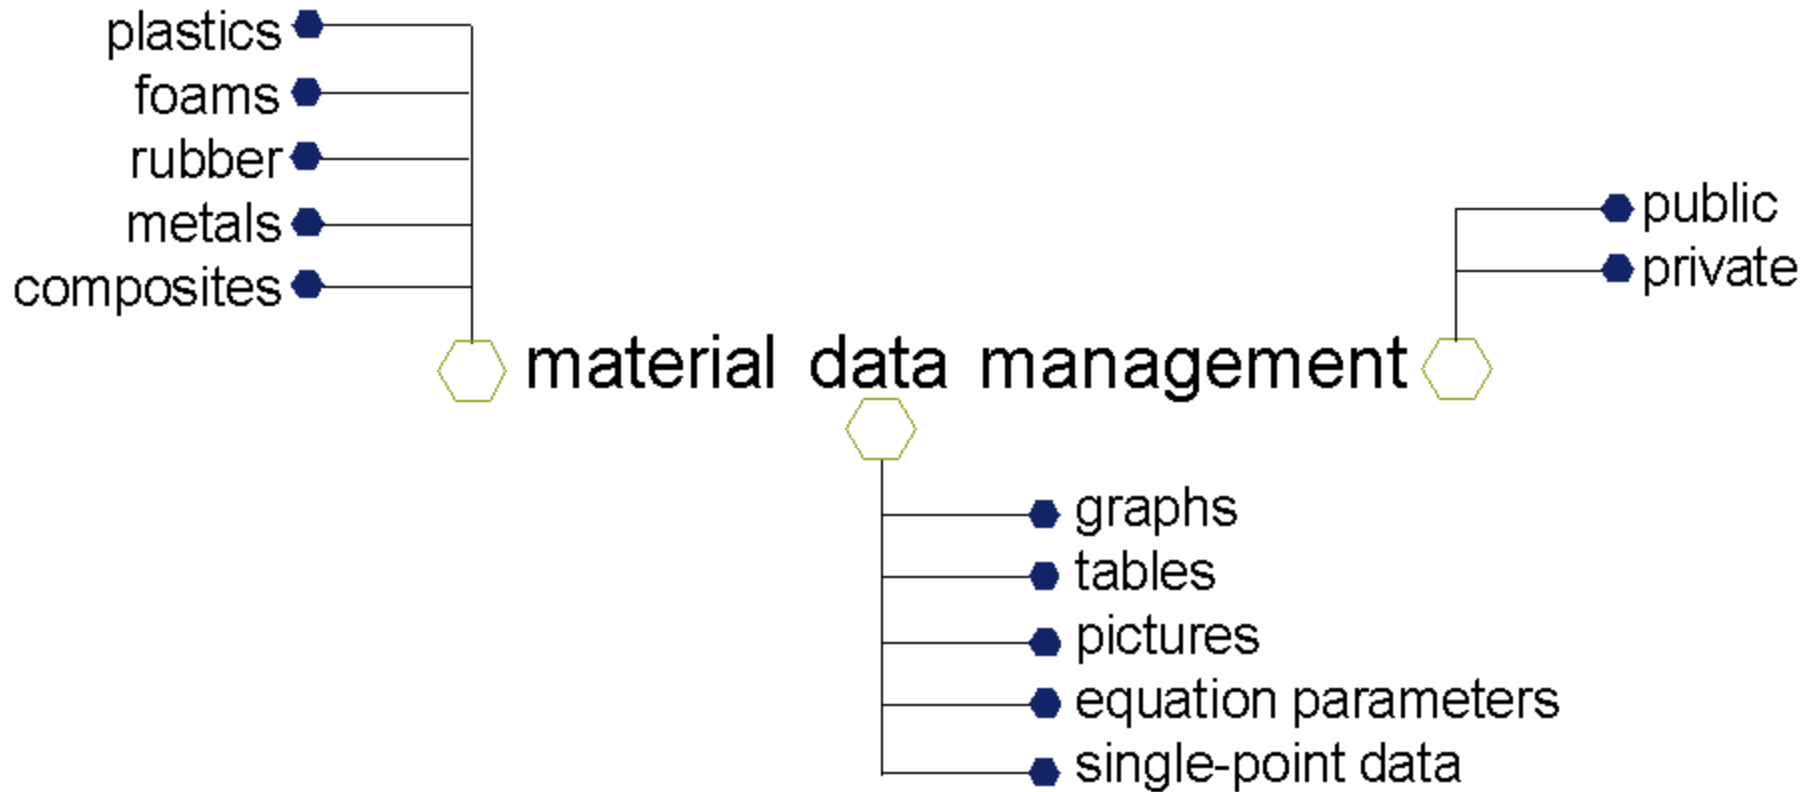 plastics
foams
rubber
metals
composites
public
private
material data management
graphs
tables
pictures
equation parameters
single-point data